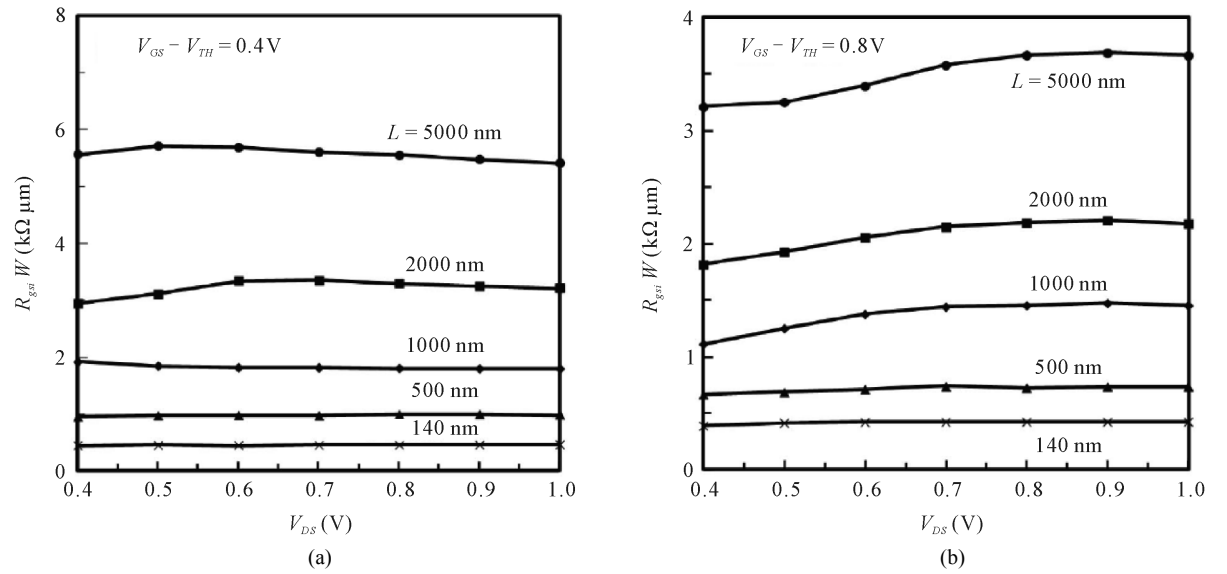 8
6
4
2
0
V_GS − V_TH = 0.4V
L = 5000 nm
2000 nm
1000 nm
500 nm
140 nm
R_gsi W (kΩ μm)
0.4 0.5 0.6 0.7 0.8 0.9 1.0
V_DS (V)
(a)
4
3
2
1
0
V_GS − V_TH = 0.8V
L = 5000 nm
2000 nm
1000 nm
500 nm
140 nm
R_gsi W (kΩ μm)
0.4 0.5 0.6 0.7 0.8 0.9 1.0
V_DS (V)
(b)